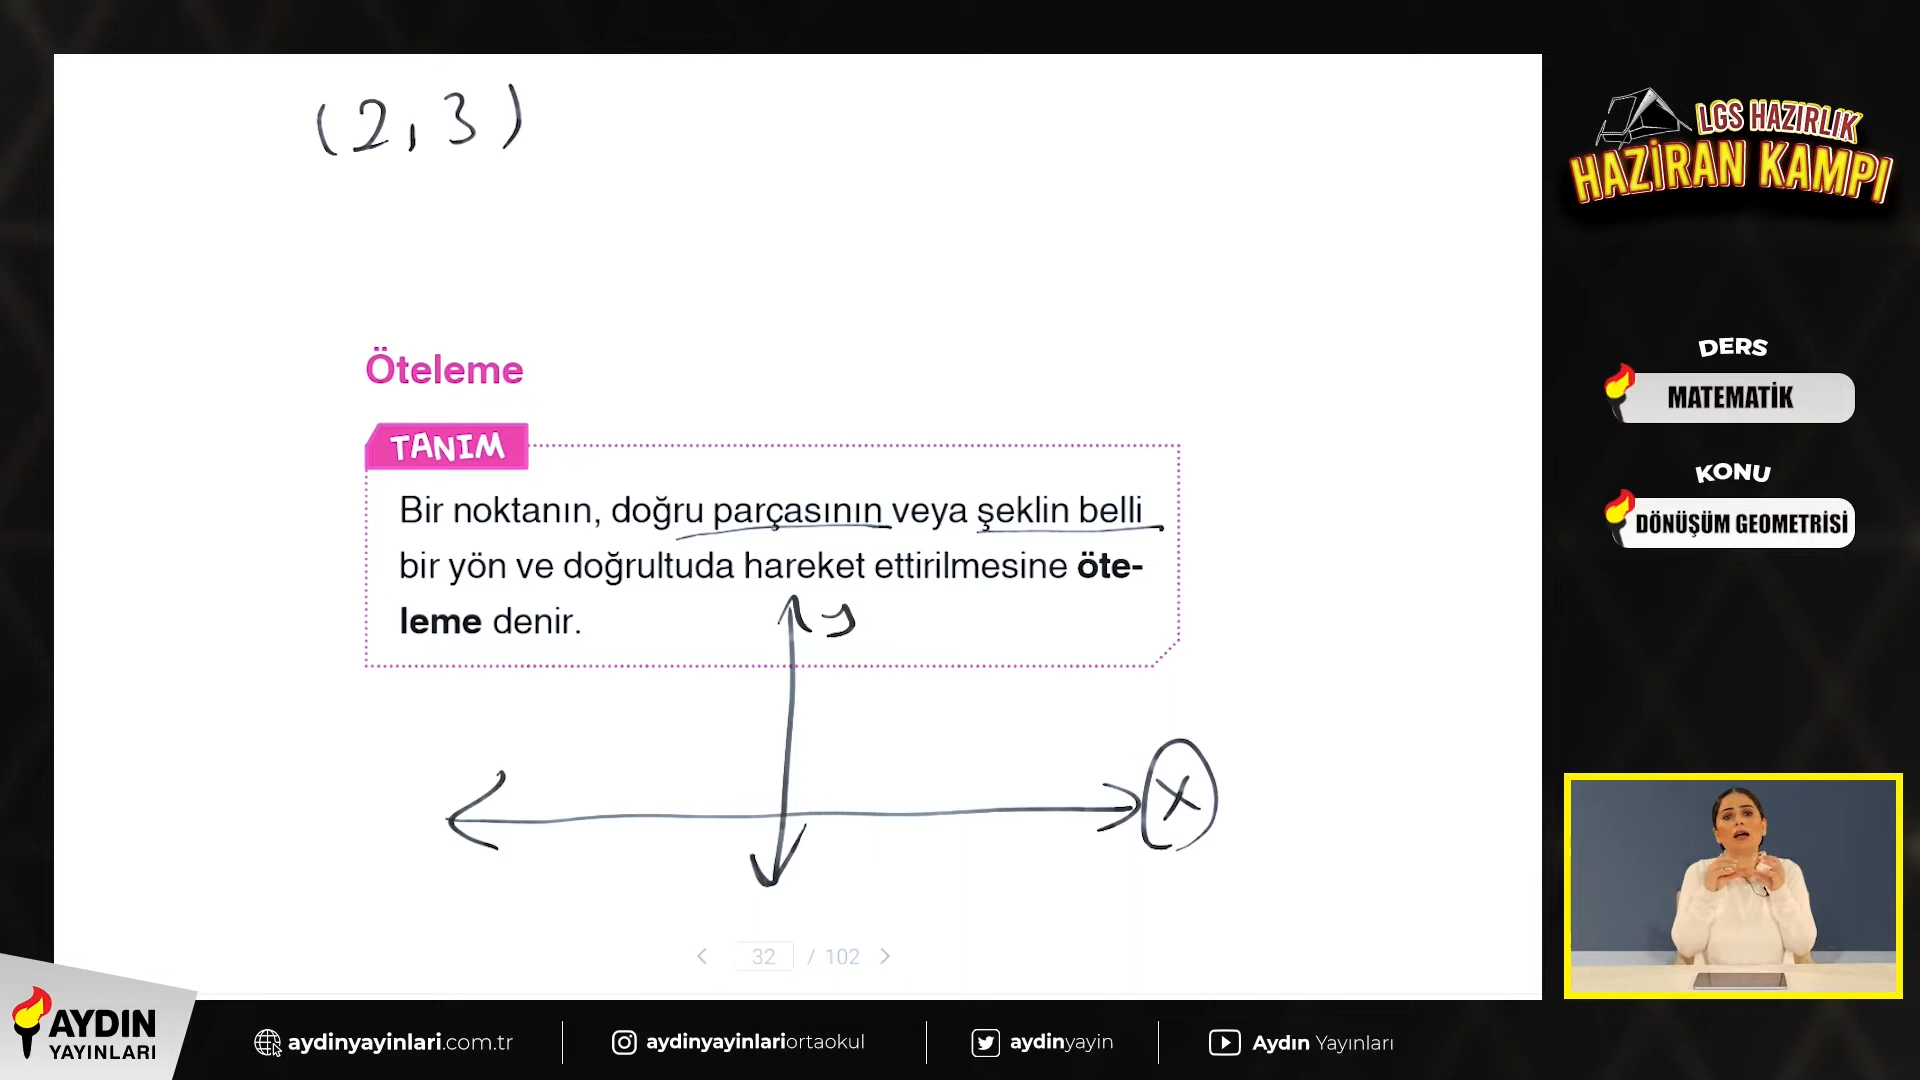 (2,3)
Öteleme
TANIM
Bir noktanın, doğru parçasının veya şeklin belli
bir yön ve doğrultuda hareket ettirilmesine öte-
leme denir.
y
x
32 / 102
LGS HAZIRLIK
HAZİRAN KAMPI
DERS
MATEMATİK
KONU
DÖNÜŞÜM GEOMETRİSİ
AYDIN
YAYINLARI
aydinyayinlari.com.tr
aydinyayinlariortaokul
aydinyayin
Aydın Yayınları